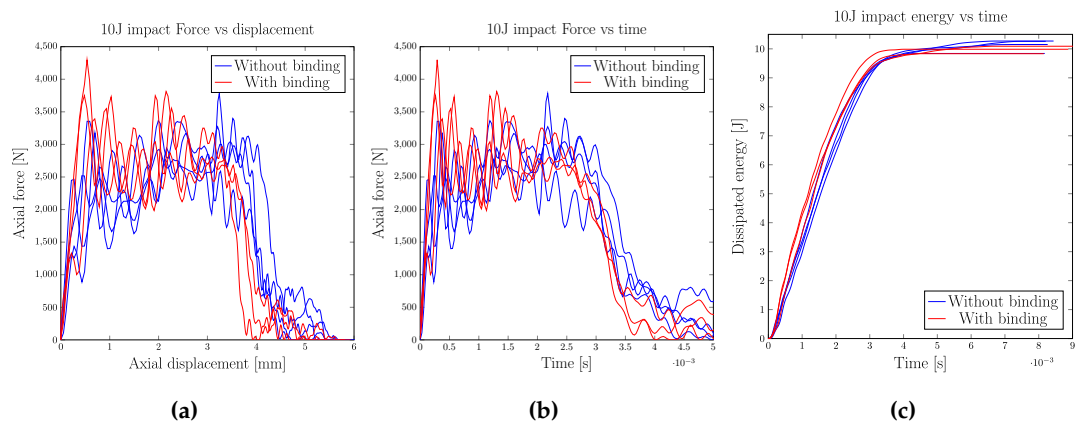 10J impact Force vs displacement
4,500
4,000
3,500
3,000
2,500
2,000
1,500
1,000
500
0
Axial force [N]
Without binding
With binding
0 1 2 3 4 5 6
Axial displacement [mm]
(a)
10J impact Force vs time
4,500
4,000
3,500
3,000
2,500
2,000
1,500
1,000
500
0
Axial force [N]
Without binding
With binding
0 0.5 1 1.5 2 2.5 3 3.5 4 4.5 5
Time [s]
·10⁻³
(b)
10J impact energy vs time
10
9
8
7
6
5
4
3
2
1
0
Dissipated energy [J]
Without binding
With binding
0 1 2 3 4 5 6 7 8 9
Time [s]
·10⁻³
(c)